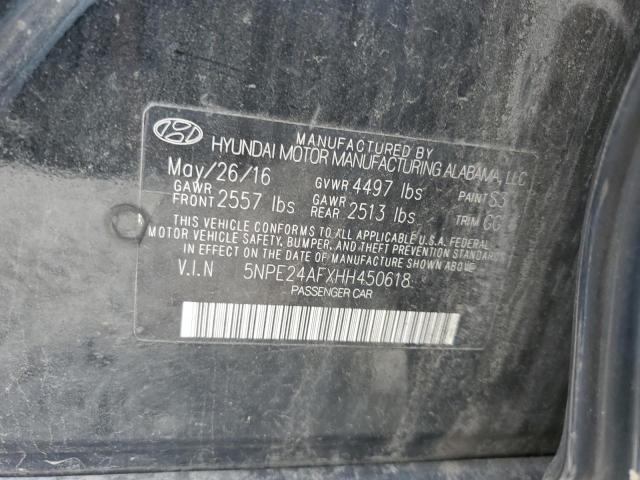 MANUFACTURED BY
HYUNDAI MOTOR MANUFACTURING ALABAMA, LLC
May/26/16 GVWR 4497 lbs PAINT S3
GAWR FRONT 2557 lbs GAWR REAR 2513 lbs TRIM GG
THIS VEHICLE CONFORMS TO ALL APPLICABLE U.S.A. FEDERAL
MOTOR VEHICLE SAFETY, BUMPER, AND THEFT PREVENTION STANDARDS
IN EFFECT ON THE DATE OF MANUFACTURE SHOWN ABOVE.
V.I.N 5NPE24AFXHH450618
PASSENGER CAR